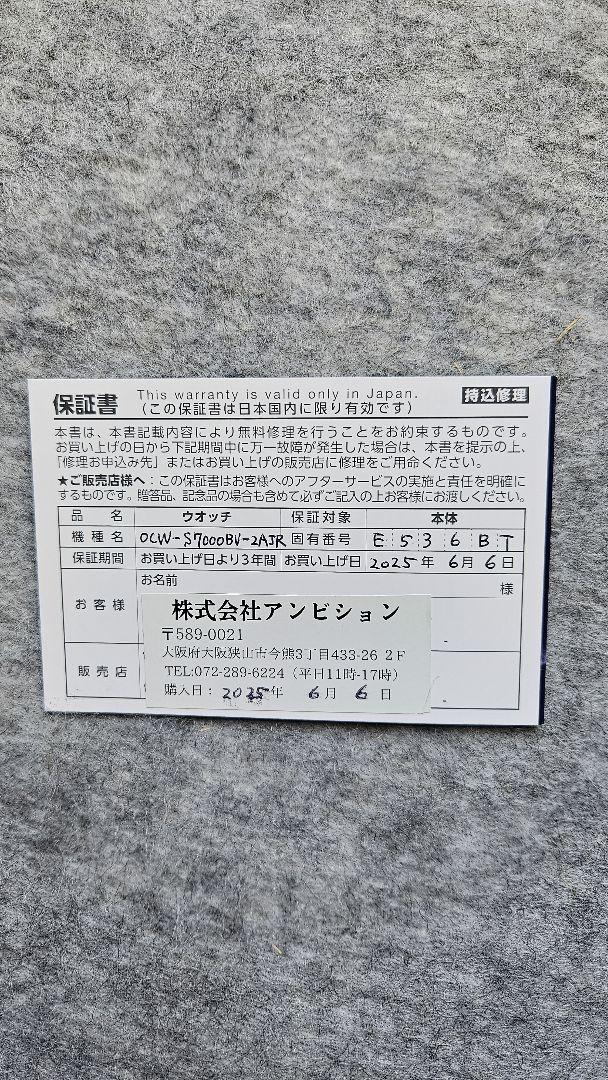 保証書
This warranty is valid only in Japan.
(この保証書は日本国内に限り有効です)
持込修理
本書は、本書記載内容により無料修理を行うことをお約束するものです。
お買い上げの日から下記期間中に万一故障が発生した場合は、本書を提示の上、
「修理お申込み先」またはお買い上げの販売店に修理をご用命ください。
★ご販売店様へ:この保証書はお客様へのアフターサービスの実施と責任を明確に
するものです。贈答品、記念品の場合も含めて必ずご記入の上お客様にお渡しください。
品名 ウオッチ 保証対象 本体
機種名 OCW-S7000BV-2AJR 固有番号 E536BT
保証期間 お買い上げ日より3年間 お買い上げ日 2025年 6月 6日
お客様 お名前 様
販売店
株式会社アンビション
〒589-0021
大阪府大阪狭山市今熊3丁目433-26 2F
TEL:072-289-6224(平日11時-17時)
購入日: 2025年 6月 6日